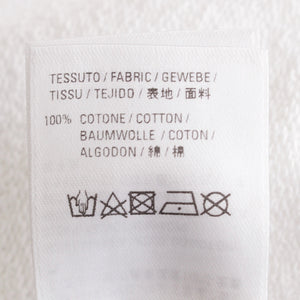 TESSUTO / FABRIC / GEWEBE /
TISSU / TEJIDO / 表地 / 面料
100% COTONE / COTTON /
BAUMWOLLE / COTON /
ALGODON / 綿 / 棉